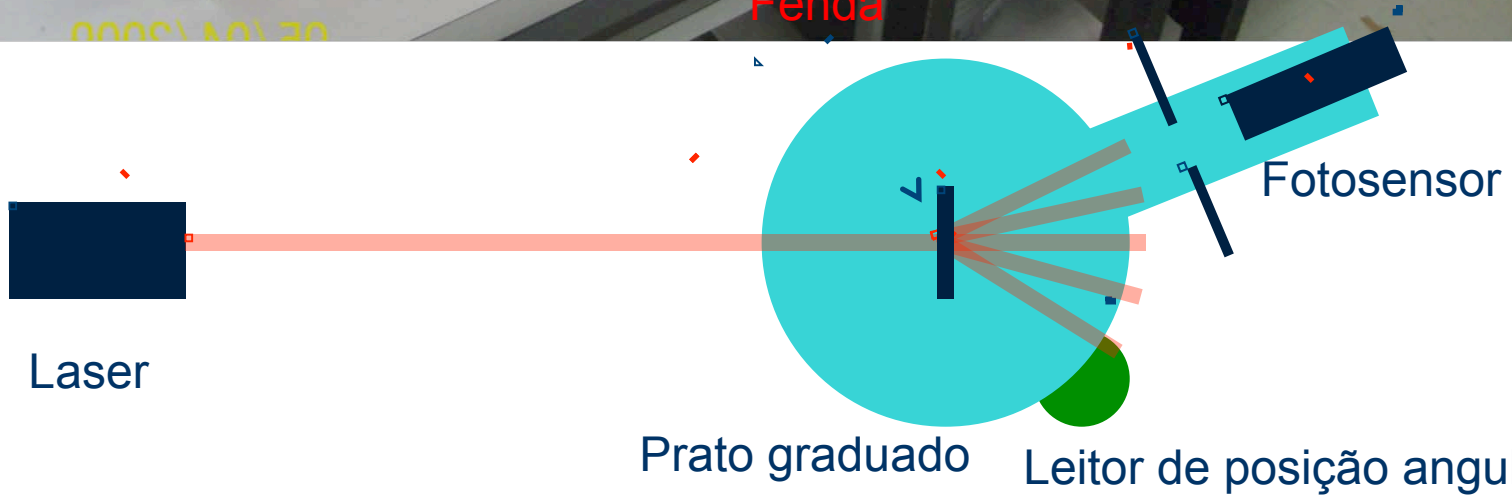 Fenda
Fotosensor
Laser
Prato graduado
Leitor de posição angu